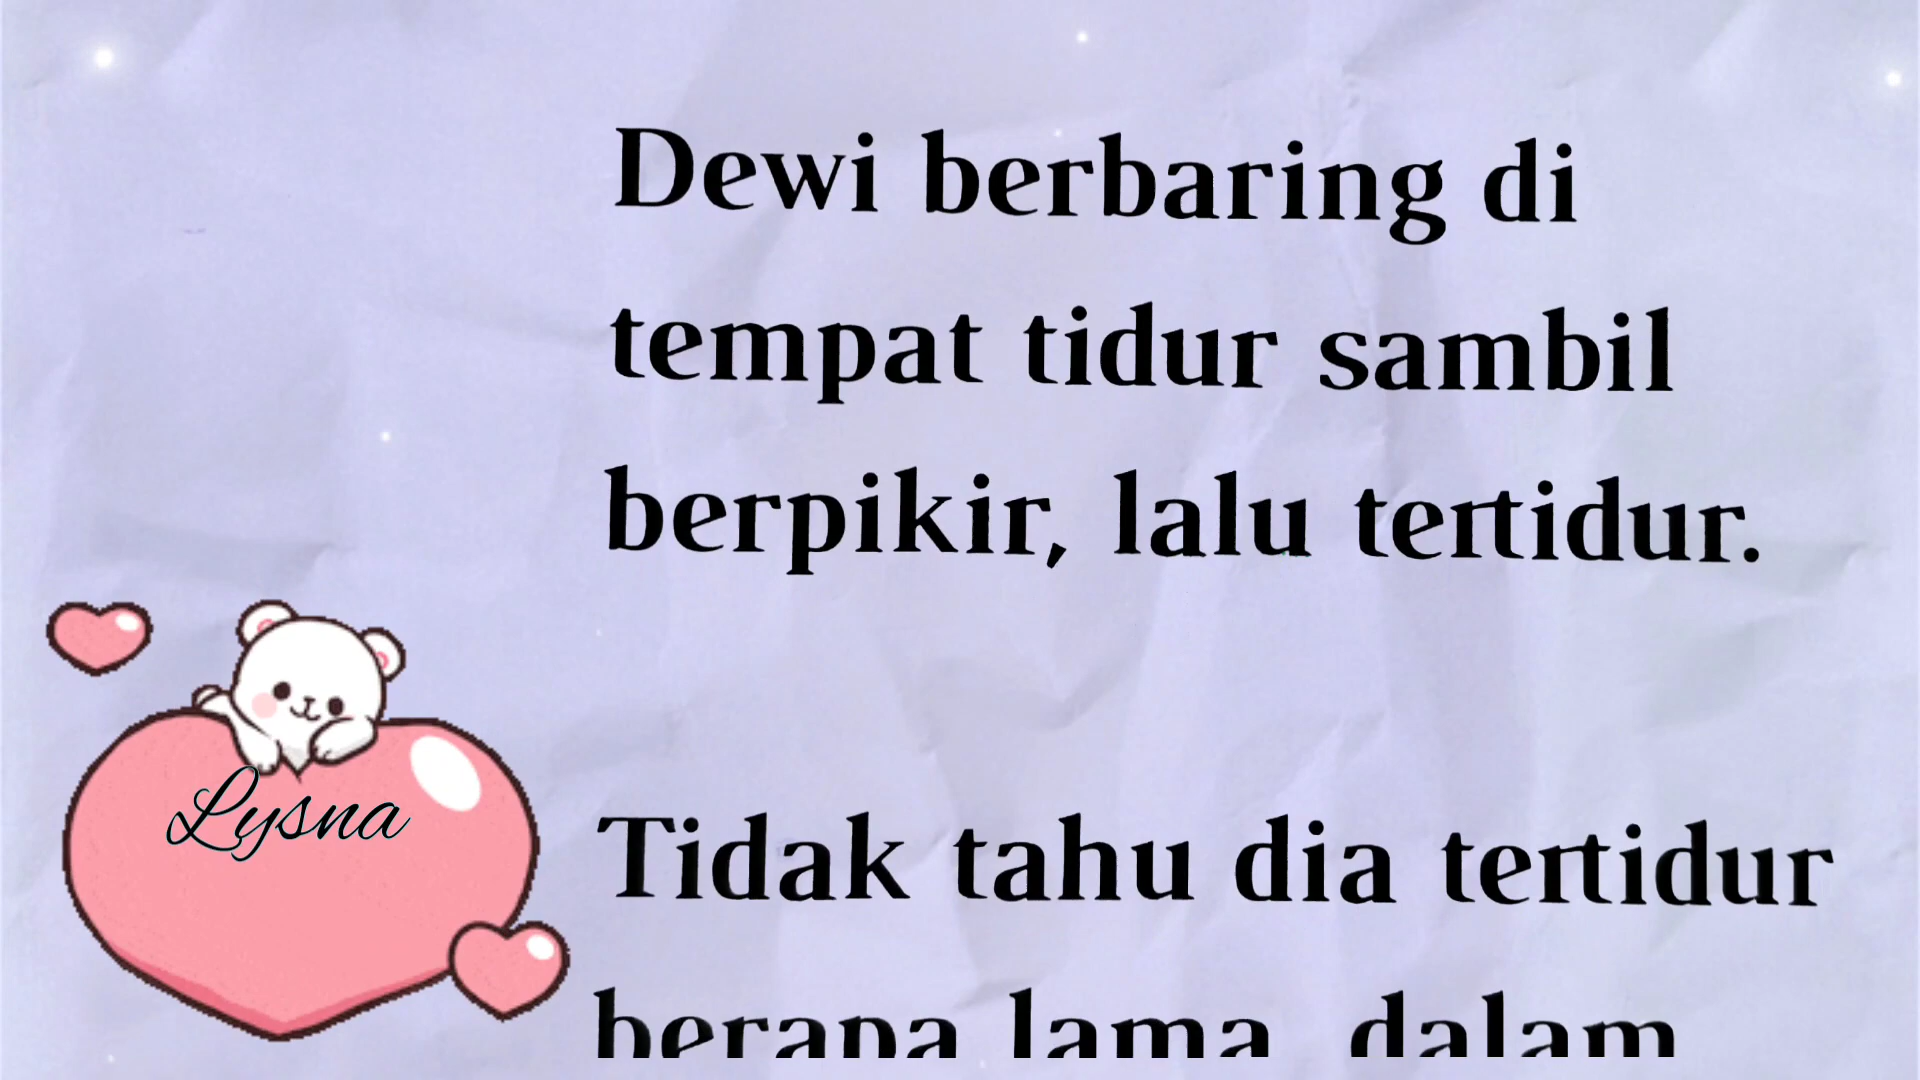 Dewi berbaring di
tempat tidur sambil
berpikir, lalu tertidur.
Lysna
Tidak tahu dia tertidur
berapa lama, dalam